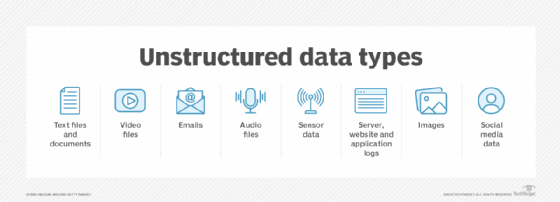 Unstructured data types
Text files
and
documents
Video
files
Emails
Audio
files
Sensor
data
Server,
website and
application
logs
Images
Social
media
data
TechTarget